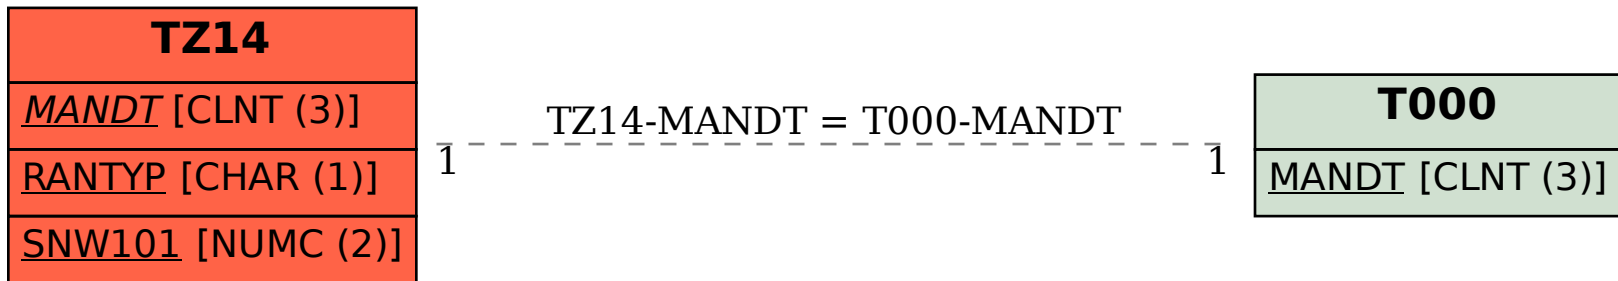 TZ14
MANDT [CLNT (3)]
RANTYP [CHAR (1)]
SNW101 [NUMC (2)]
TZ14-MANDT = T000-MANDT
1
1
T000
MANDT [CLNT (3)]